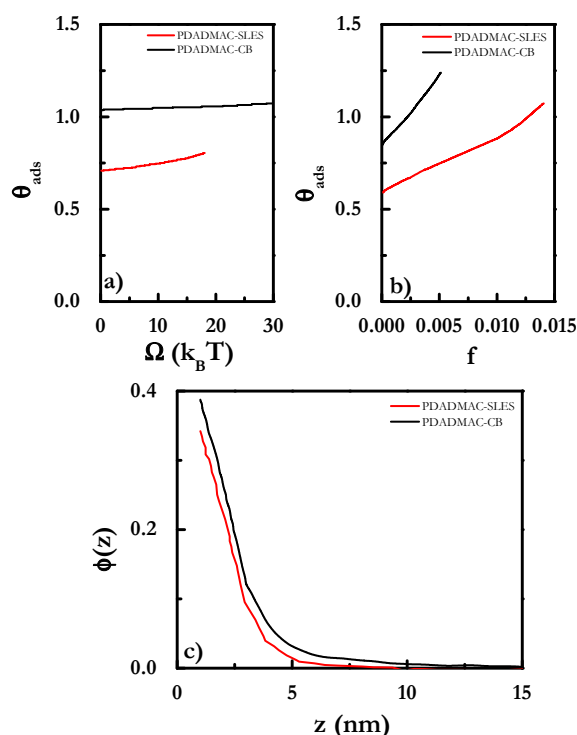 PDADMAC-SLES
PDADMAC-CB
1.5
1.0
0.5
0.0
θads
a)
0 10 20 30
Ω (kBT)
PDADMAC-SLES
PDADMAC-CB
1.5
1.0
0.5
0.0
θads
b)
0.000 0.005 0.010 0.015
f
PDADMAC-SLES
PDADMAC-CB
0.4
0.2
0.0
ϕ(z)
c)
0 5 10 15
z (nm)